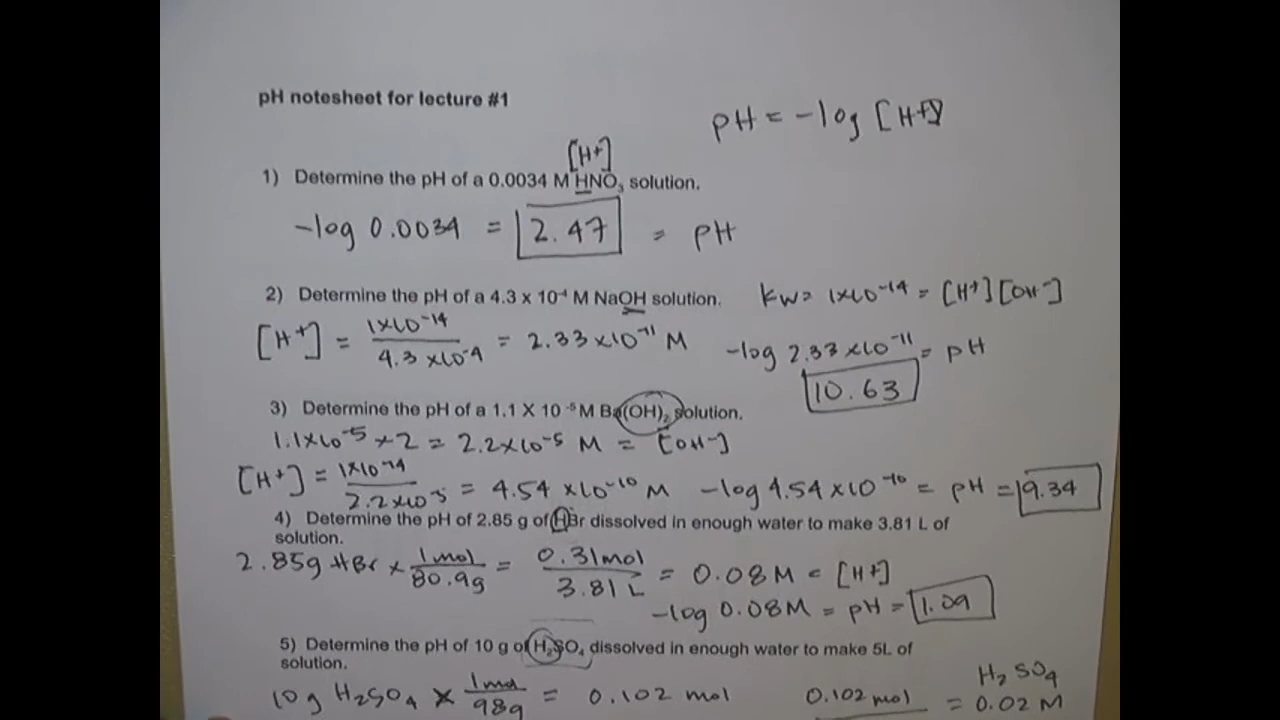 pH notesheet for lecture #1
pH = -log [H+]
[H+]
1) Determine the pH of a 0.0034 M HNO₃ solution.
-log 0.0034 = 2.47 = pH
2) Determine the pH of a 4.3 x 10⁻⁴ M NaOH solution.
kw= 1x10⁻¹⁴ = [H+][OH-]
[H+] = 1x10⁻¹⁴ / 4.3 x10⁻⁴ = 2.33 x10⁻¹¹ M
-log 2.33 x10⁻¹¹ = pH
10.63
3) Determine the pH of a 1.1 X 10⁻⁵ M Ba(OH)₂ solution.
1.1x10⁻⁵ x2 = 2.2x10⁻⁵ M = [OH-]
[H+] = 1x10⁻¹⁴ / 2.2x10⁻⁵ = 4.54 x10⁻¹⁰ M -log 4.54 x10⁻¹⁰ = pH = 9.34
4) Determine the pH of 2.85 g of HBr dissolved in enough water to make 3.81 L of
solution.
2.85g HBr x 1mol / 80.9g = 0.31mol / 3.81 L = 0.08M = [H+]
-log 0.08M = pH = 1.09
5) Determine the pH of 10 g of H₂SO₄ dissolved in enough water to make 5L of
solution.
H₂SO₄
10g H₂SO₄ x 1mol / 98g = 0.102 mol 0.102 mol = 0.02 M